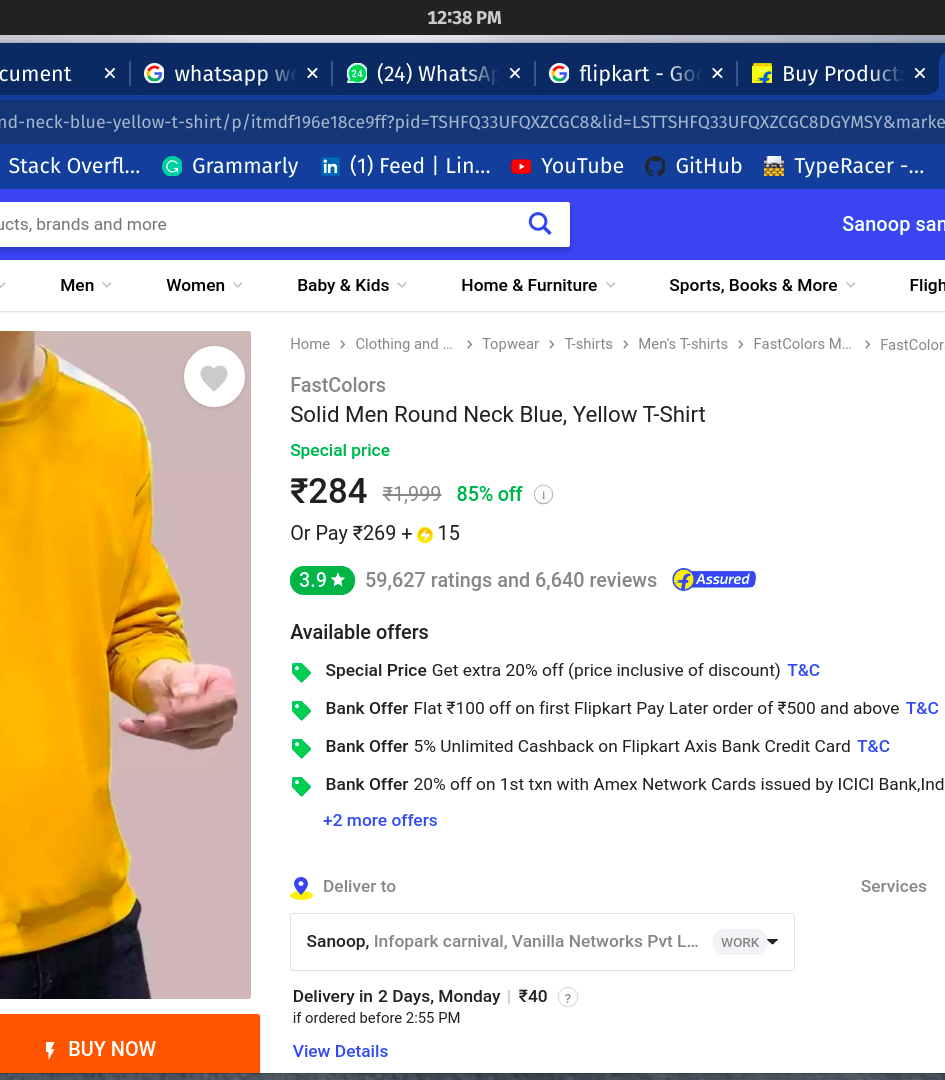 12:38 PM
cument × whatsapp we × (24) WhatsAp × flipkart - Goo × Buy Products ×
nd-neck-blue-yellow-t-shirt/p/itmdf196e18ce9ff?pid=TSHFQ33UFQXZCGC8&lid=LSTTSHFQ33UFQXZCGC8DGYMSY&marke
Stack Overfl... Grammarly (1) Feed | Lin... YouTube GitHub TypeRacer -...
ucts, brands and more Sanoop san
Men Women Baby & Kids Home & Furniture Sports, Books & More Fligh
Home > Clothing and ... > Topwear > T-shirts > Men's T-shirts > FastColors M... > FastColor
FastColors
Solid Men Round Neck Blue, Yellow T-Shirt
Special price
₹284 ₹1,999 85% off i
Or Pay ₹269 + 15
3.9★ 59,627 ratings and 6,640 reviews Assured
Available offers
Special Price Get extra 20% off (price inclusive of discount) T&C
Bank Offer Flat ₹100 off on first Flipkart Pay Later order of ₹500 and above T&C
Bank Offer 5% Unlimited Cashback on Flipkart Axis Bank Credit Card T&C
Bank Offer 20% off on 1st txn with Amex Network Cards issued by ICICI Bank,Ind
+2 more offers
Deliver to Services
Sanoop, Infopark carnival, Vanilla Networks Pvt L... WORK
Delivery in 2 Days, Monday | ₹40 ?
if ordered before 2:55 PM
View Details
BUY NOW